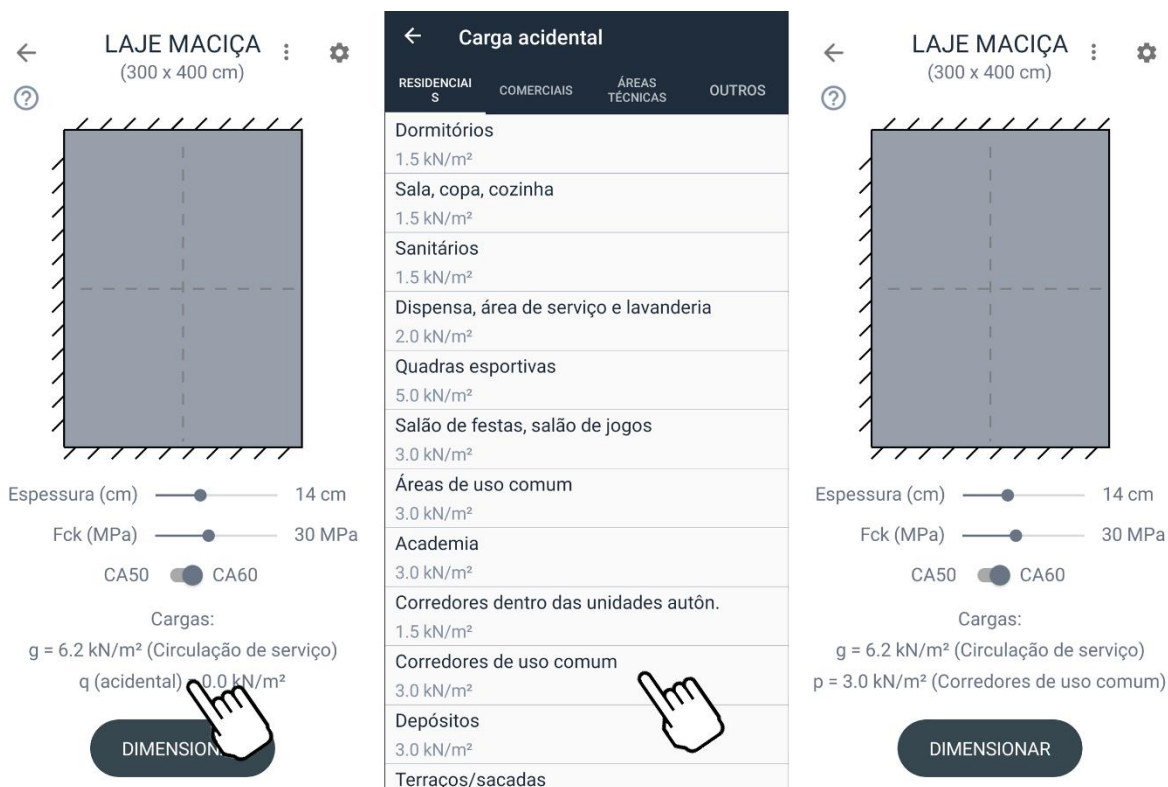 LAJE MACIÇA
(300 x 400 cm)
Espessura (cm) 14 cm
Fck (MPa) 30 MPa
CA50 CA60
Cargas:
g = 6.2 kN/m² (Circulação de serviço)
q (acidental) 0.0 kN/m²
Carga acidental
RESIDENCIAI
S
COMERCIAIS
ÁREAS
TÉCNICAS
OUTROS
Dormitórios
1.5 kN/m²
Sala, copa, cozinha
1.5 kN/m²
Sanitários
1.5 kN/m²
Dispensa, área de serviço e lavanderia
2.0 kN/m²
Quadras esportivas
5.0 kN/m²
Salão de festas, salão de jogos
3.0 kN/m²
Áreas de uso comum
3.0 kN/m²
Academia
3.0 kN/m²
Corredores dentro das unidades autôn.
1.5 kN/m²
Corredores de uso comum
3.0 kN/m²
Depósitos
3.0 kN/m²
Terraços/sacadas
LAJE MACIÇA
(300 x 400 cm)
Espessura (cm) 14 cm
Fck (MPa) 30 MPa
CA50 CA60
Cargas:
g = 6.2 kN/m² (Circulação de serviço)
p = 3.0 kN/m² (Corredores de uso comum)
DIMENSIONAR